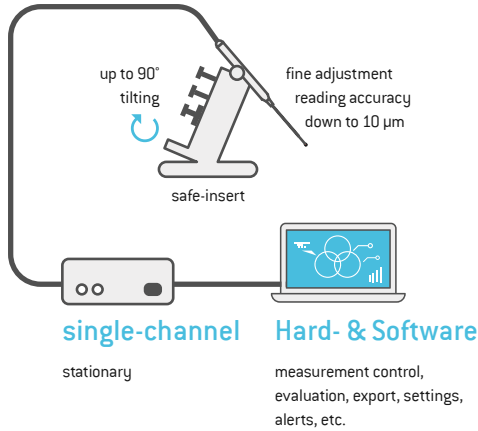 up to 90°
tilting
fine adjustment
reading accuracy
down to 10 µm
safe-insert
single-channel
stationary
Hard- & Software
measurement control,
evaluation, export, settings,
alerts, etc.